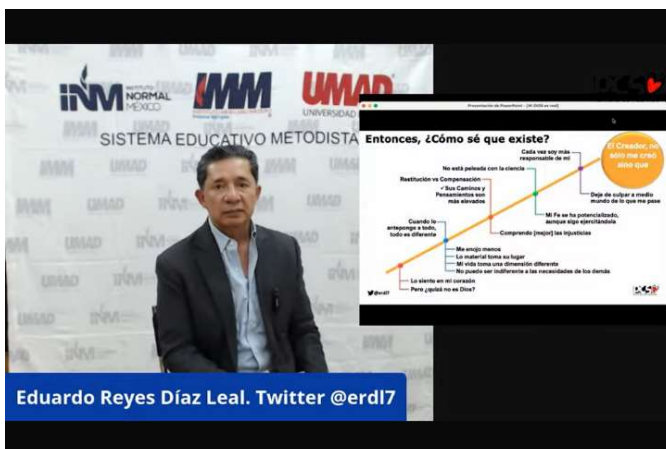 INM INSTITUTO
NORMAL
MÉXICO
IMM
UMAD
UNIVERSIDAD
SISTEMA EDUCATIVO METODISTA
PCS
Entonces, ¿Cómo sé que existe?
El Creador, no
sólo me creó
sino que
Cada vez soy más
responsable de mí
No está peleada con la ciencia
Restitución vs Compensación
✓Sus Caminos y
Pensamientos son
más elevados
Deja de culpar a medio
mundo de lo que me pase
Mi Fe se ha potencializado,
aunque sigo ejercitándola
Cuando lo
antepongo a todo,
todo es diferente
Comprendo [mejor] las injusticias
Me enojo menos
Lo material toma su lugar
Mi vida toma una dimensión diferente
No puedo ser indiferente a las necesidades de los demás
Lo siento en mi corazón
Pero ¿quizá no es Dios?
@erdl7
PCS
Eduardo Reyes Díaz Leal. Twitter @erdl7